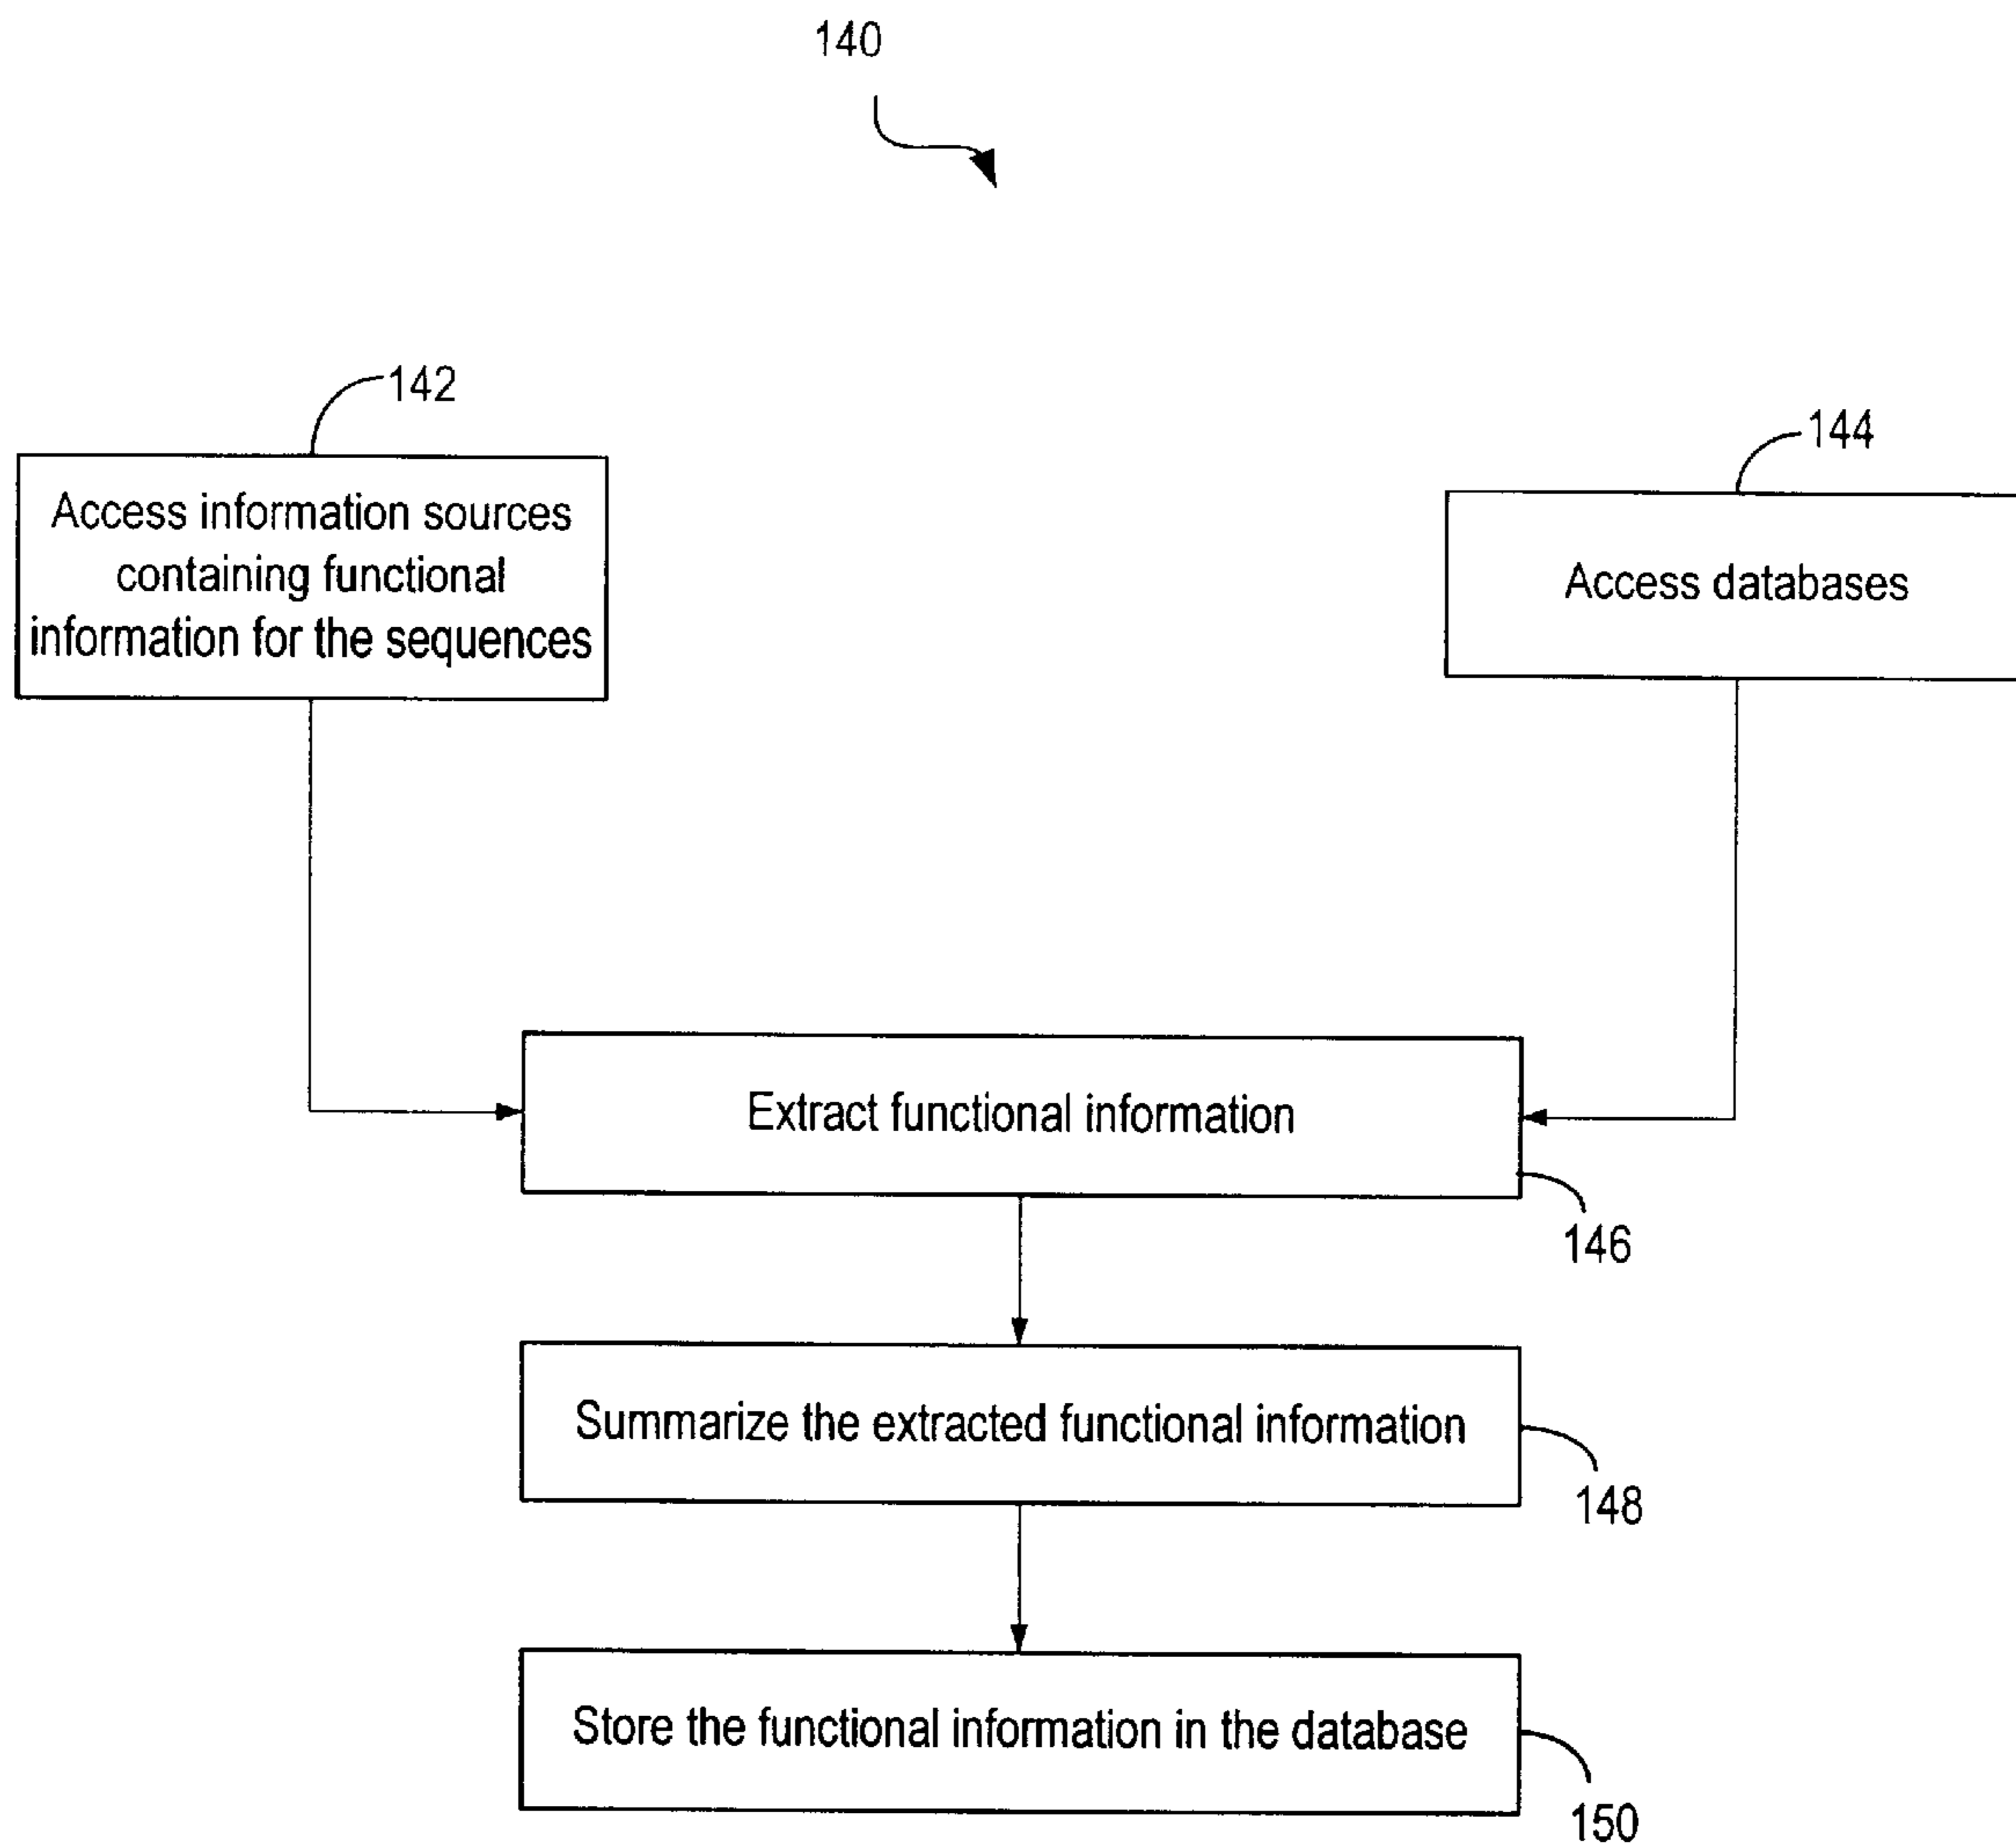 140
142
Access information sources
containing functional
information for the sequences
144
Access databases
Extract functional information
146
Summarize the extracted functional information
148
Store the functional information in the database
150